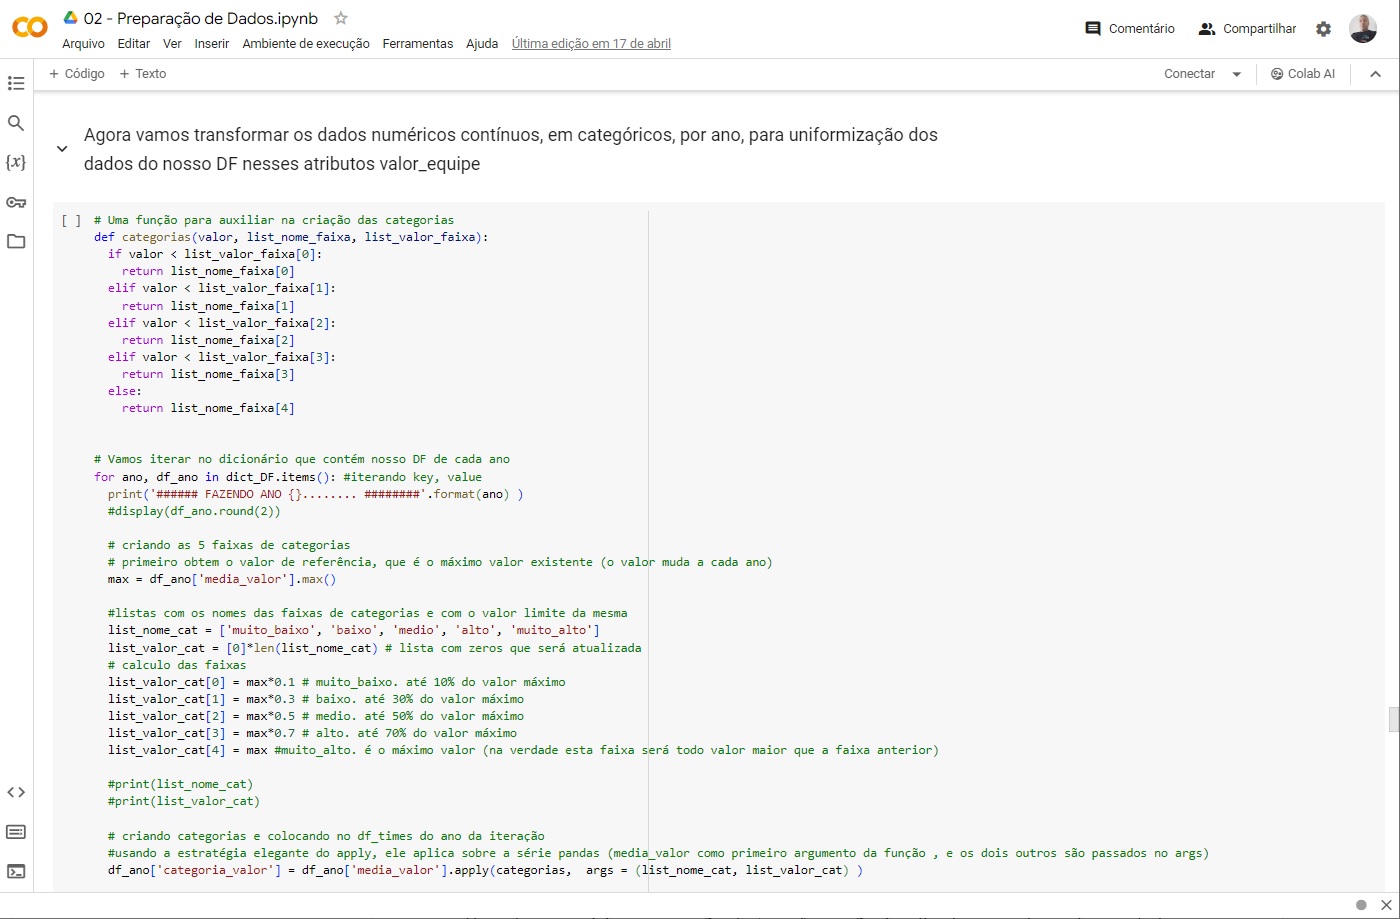 02 - Preparação de Dados.ipynb
Comentário
Compartilhar
Arquivo Editar Ver Inserir Ambiente de execução Ferramentas Ajuda Última edição em 17 de abril
+ Código + Texto
Conectar
Colab AI
Agora vamos transformar os dados numéricos contínuos, em categóricos, por ano, para uniformização dos
dados do nosso DF nesses atributos valor_equipe
{x}
[ ] # Uma função para auxiliar na criação das categorias
def categorias(valor, list_nome_faixa, list_valor_faixa):
  if valor < list_valor_faixa[0]:
    return list_nome_faixa[0]
  elif valor < list_valor_faixa[1]:
    return list_nome_faixa[1]
  elif valor < list_valor_faixa[2]:
    return list_nome_faixa[2]
  elif valor < list_valor_faixa[3]:
    return list_nome_faixa[3]
  else:
    return list_nome_faixa[4]
# Vamos iterar no dicionário que contém nosso DF de cada ano
for ano, df_ano in dict_DF.items(): #iterando key, value
  print('###### FAZENDO ANO {}........ ########'.format(ano) )
  #display(df_ano.round(2))
  # criando as 5 faixas de categorias
  # primeiro obtem o valor de referência, que é o máximo valor existente (o valor muda a cada ano)
  max = df_ano['media_valor'].max()
  #listas com os nomes das faixas de categorias e com o valor limite da mesma
  list_nome_cat = ['muito_baixo', 'baixo', 'medio', 'alto', 'muito_alto']
  list_valor_cat = [0]*len(list_nome_cat) # lista com zeros que será atualizada
  # calculo das faixas
  list_valor_cat[0] = max*0.1 # muito_baixo. até 10% do valor máximo
  list_valor_cat[1] = max*0.3 # baixo. até 30% do valor máximo
  list_valor_cat[2] = max*0.5 # medio. até 50% do valor máximo
  list_valor_cat[3] = max*0.7 # alto. até 70% do valor máximo
  list_valor_cat[4] = max #muito_alto. é o máximo valor (na verdade esta faixa será todo valor maior que a faixa anterior)
  #print(list_nome_cat)
  #print(list_valor_cat)
  # criando categorias e colocando no df_times do ano da iteração
  #usando a estratégia elegante do apply, ele aplica sobre a série pandas (media_valor como primeiro argumento da função , e os dois outros são passados no args)
  df_ano['categoria_valor'] = df_ano['media_valor'].apply(categorias,  args = (list_nome_cat, list_valor_cat) )